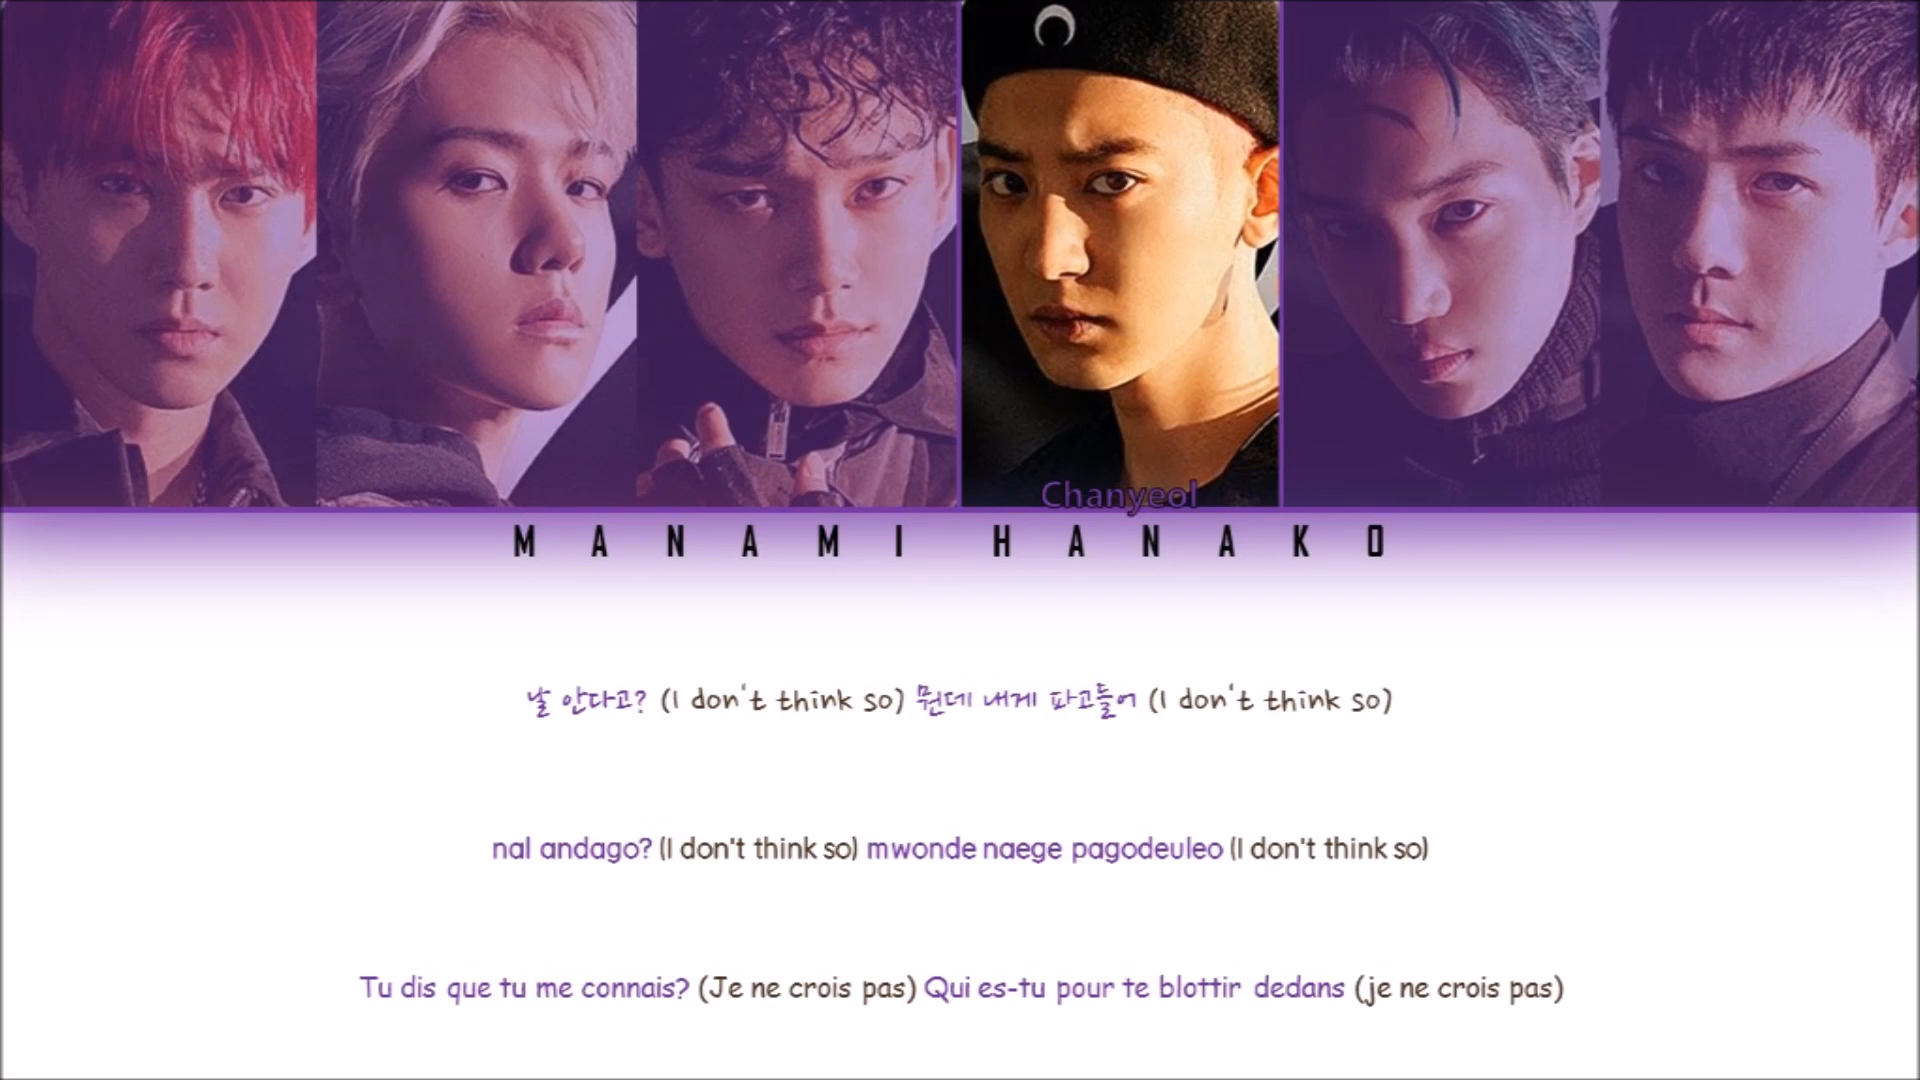 Chanyeol
MANAMI HANAKO
날 안다고? (I don't think so) 뭔데 내게 파고들어 (I don't think so)
nal andago? (I don't think so) mwonde naege pagodeuleo (I don't think so)
Tu dis que tu me connais? (Je ne crois pas) Qui es-tu pour te blottir dedans (je ne crois pas)